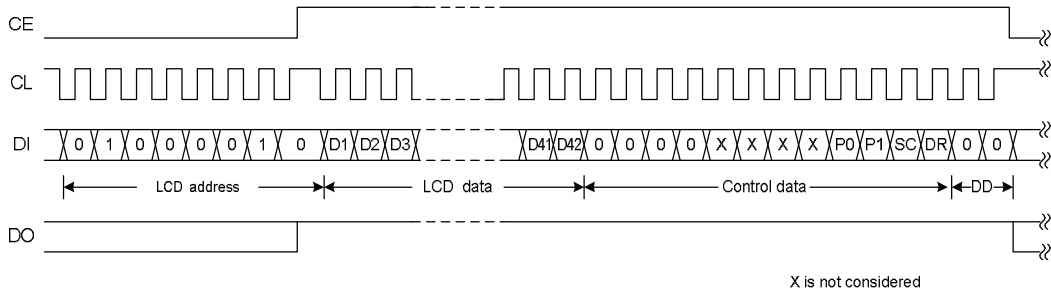 CE
CL
DI 0 1 0 0 0 0 1 0 D1 D2 D3 D41 D42 0 0 0 0 X X X X P0 P1 SC DR 0 0
LCD address LCD data Control data DD
DO
X is not considered